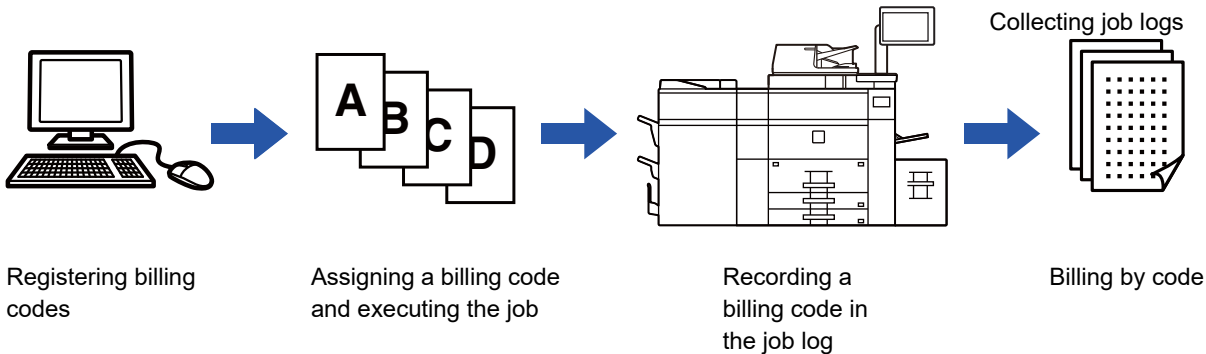 Collecting job logs
A
B
C
D
Registering billing
codes
Assigning a billing code
and executing the job
Recording a
billing code in
the job log
Billing by code